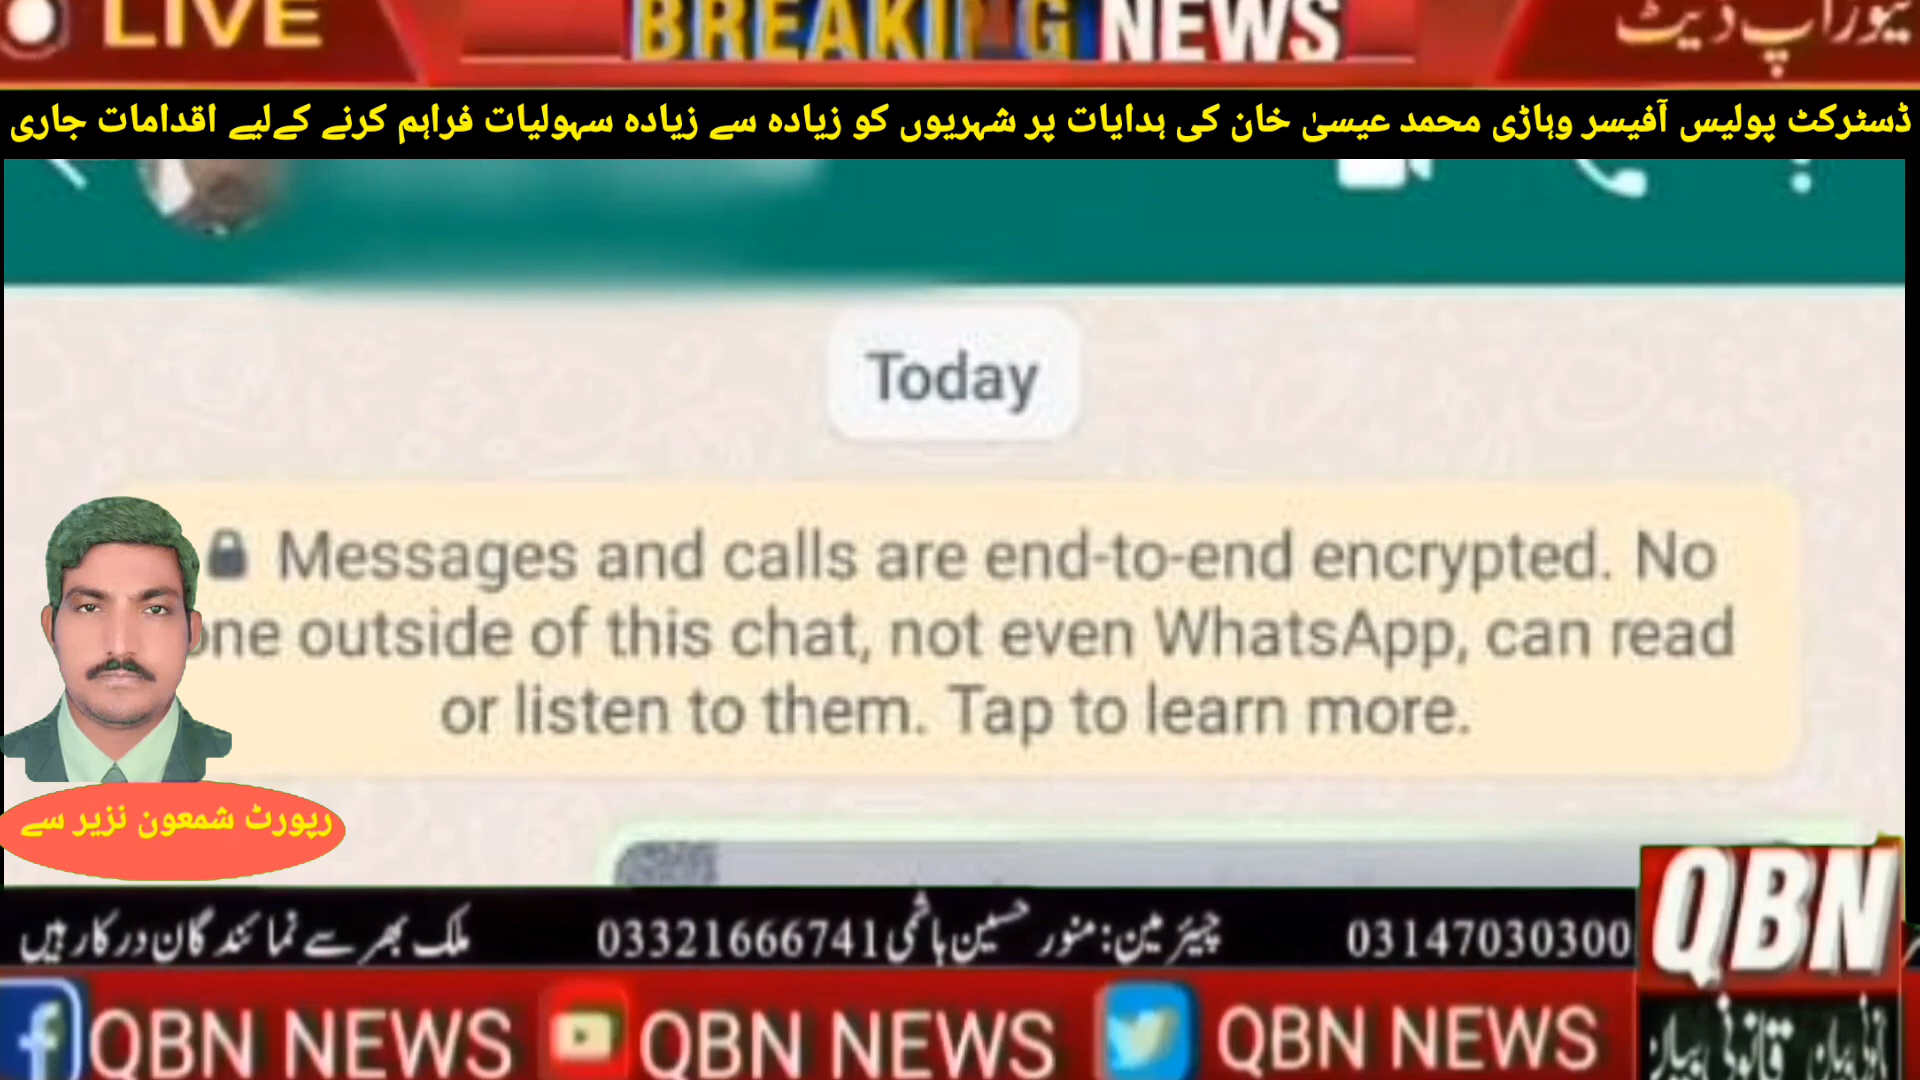 LIVE
BREAKING NEWS
نیوز اپ ڈیٹ
ڈسٹرکٹ پولیس آفیسر وہاڑی محمد عیسیٰ خان کی ہدایات پر شہریوں کو زیادہ سے زیادہ سہولیات فراہم کرنے کےلیے اقدامات جاری
Today
Messages and calls are end-to-end encrypted. No
one outside of this chat, not even WhatsApp, can read
or listen to them. Tap to learn more.
رپورٹ شمعون نزیر سے
03147030300
چیئرمین: منور حسین ہاشمی 03321666741
ملک بھر سے نمائندگان درکار ہیں
QBN
QBN NEWS
QBN NEWS
QBN NEWS